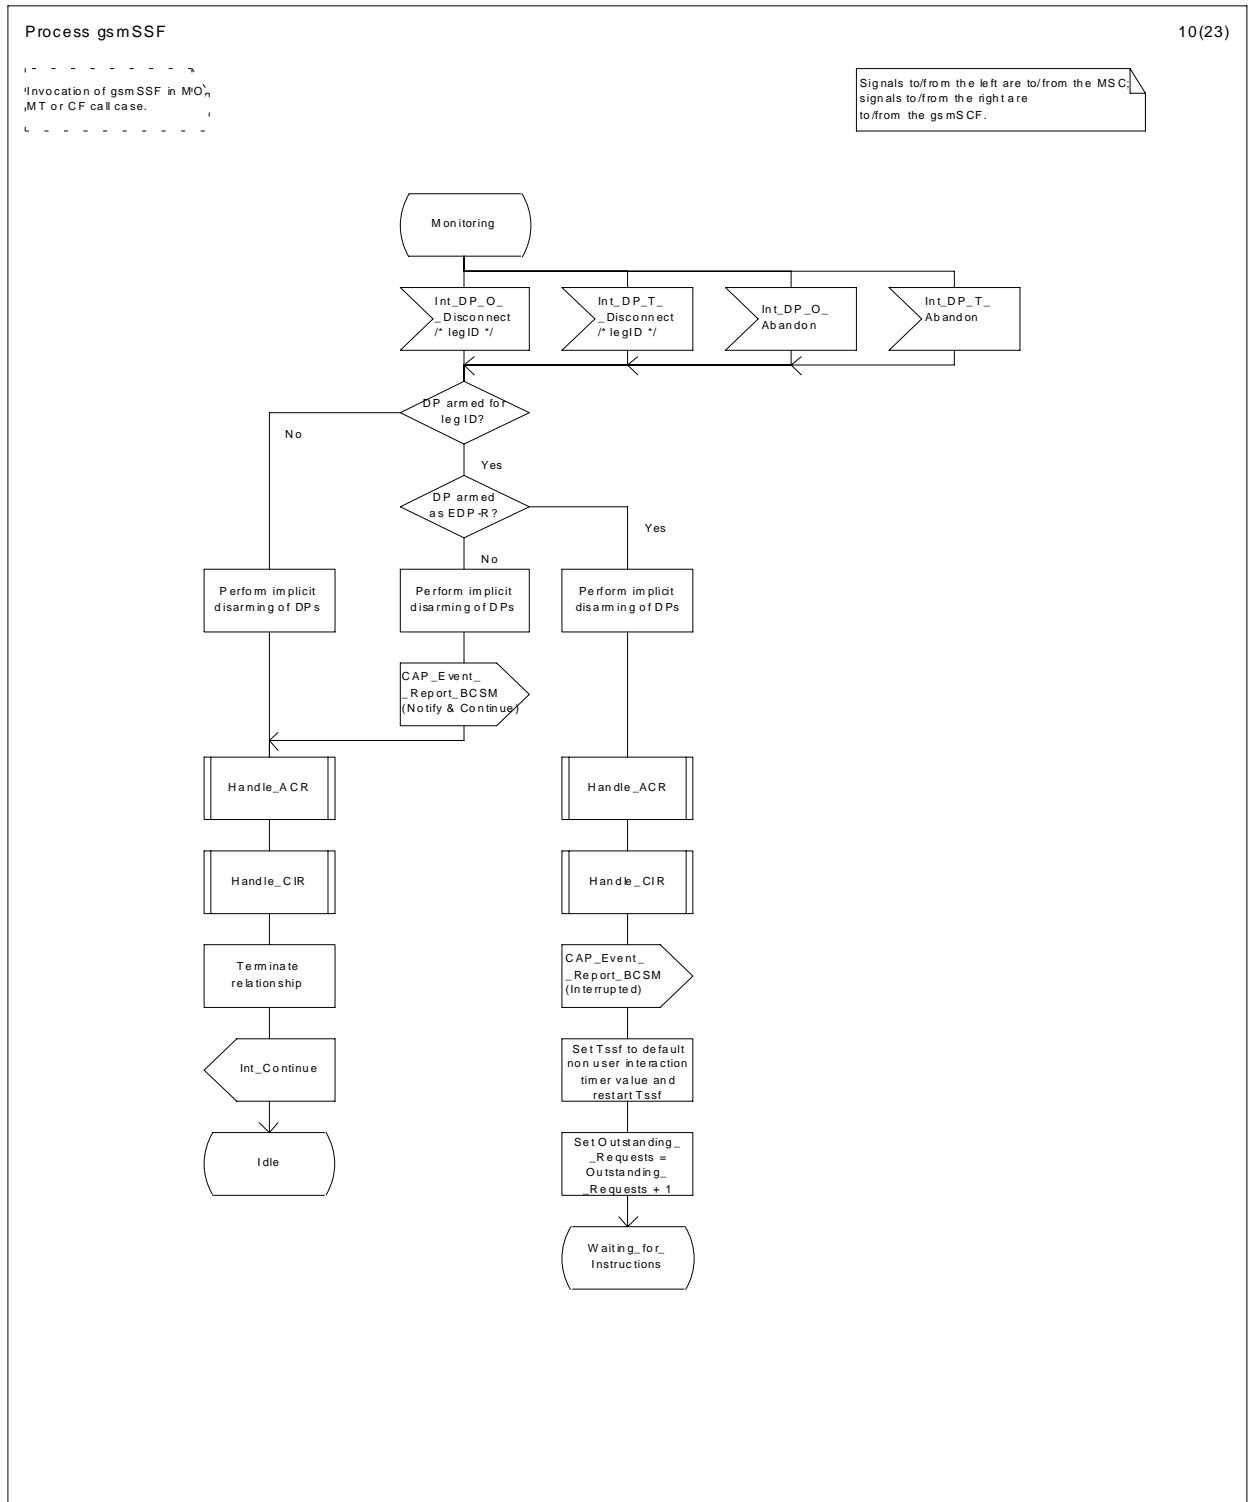 Process gsmSSF
10(23)
Invocation of gsmSSF in MO,
MT or CF call case.
Signals to/from the left are to/from the MSC;
signals to/from the right are
to/from the gsmSCF.
Monitoring
Int_DP_O_
_Disconnect
/* legID */
Int_DP_T_
_Disconnect
/* legID */
Int_DP_O_
Abandon
Int_DP_T_
Abandon
DP armed for
leg ID?
No
Yes
DP armed
as EDP-R?
Yes
No
Perform implicit
disarming of DPs
Perform implicit
disarming of DPs
Perform implicit
disarming of DPs
CAP_Event_
_Report_BCSM
(Notify & Continue)
Handle_ACR
Handle_ACR
Handle_CIR
Handle_CIR
Terminate
relationship
CAP_Event_
_Report_BCSM
(Interrupted)
Int_Continue
Set Tssf to default
non user interaction
timer value and
restart Tssf
Idle
Set Outstanding_
_Requests =
Outstanding_
_Requests + 1
Waiting_for_
Instructions